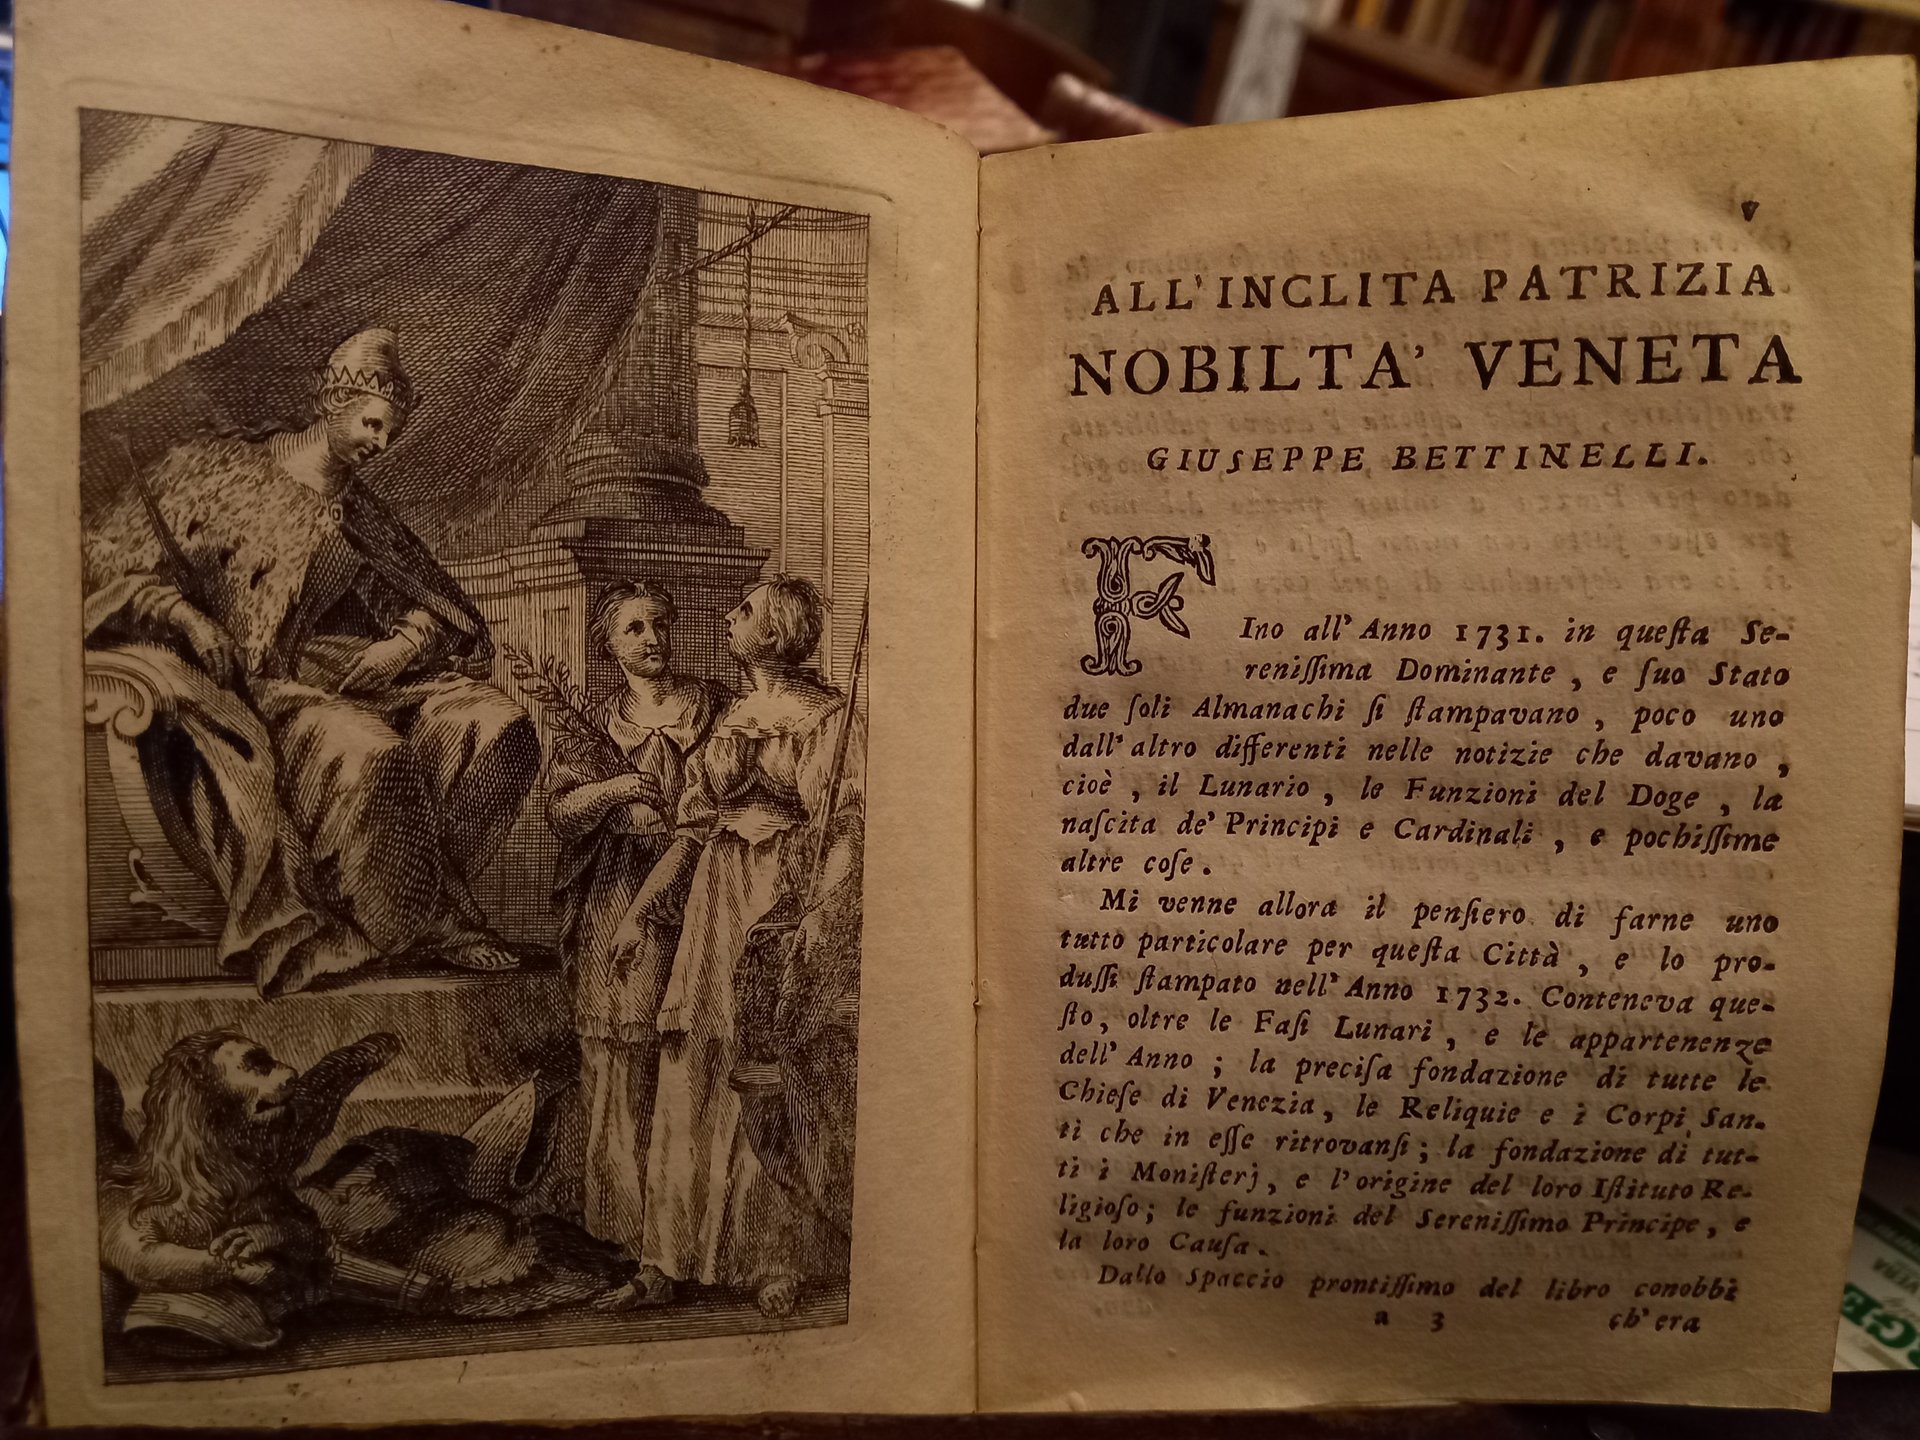 v
ALL'INCLITA PATRIZIA
NOBILTA' VENETA
GIUSEPPE BETTINELLI.
FIno all'Anno 1731. in queſta Se-
reniſſima Dominante, e ſuo Stato
due ſoli Almanachi ſi ſtampavano, poco uno
dall'altro differenti nelle notizie che davano,
cioè, il Lunario, le Funzioni del Doge, la
naſcita de' Principi e Cardinali, e pochiſſime
altre coſe.
Mi venne allora il penſiero di farne uno
tutto particolare per queſta Città, e lo pro-
duſſi ſtampato nell'Anno 1732. Conteneva que-
ſto, oltre le Faſi Lunari, e le appartenenze
dell'Anno; la preciſa fondazione di tutte le
Chieſe di Venezia, le Reliquie e i Corpi San-
ti che in eſſe ritrovanſi; la fondazione di tut-
ti i Moniſterj, e l'origine del loro Iſtituto Re-
ligioſo; le funzioni del Sereniſſimo Principe, e
la loro Cauſa.
Dallo Spaccio prontiſſimo del libro conobbi
a 3 ch'era